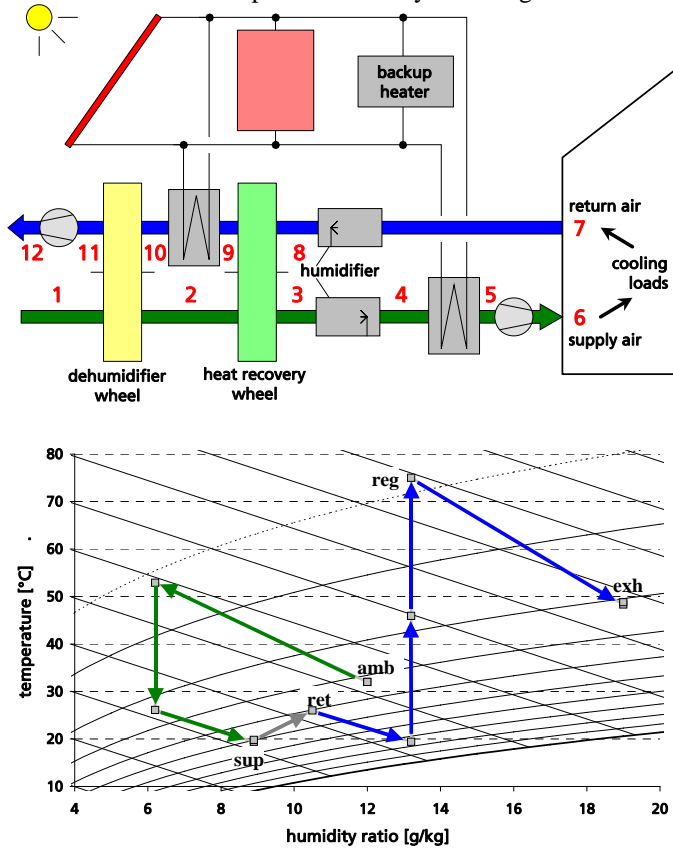 backup
heater
return air
7
12
11
10
9
8
humidifier
cooling
loads
1
2
3
4
5
6
supply air
dehumidifier
wheel
heat recovery
wheel
80
70
60
50
40
30
20
10
temperature [°C]
reg
exh
amb
ret
sup
4
6
8
10
12
14
16
18
20
humidity ratio [g/kg]